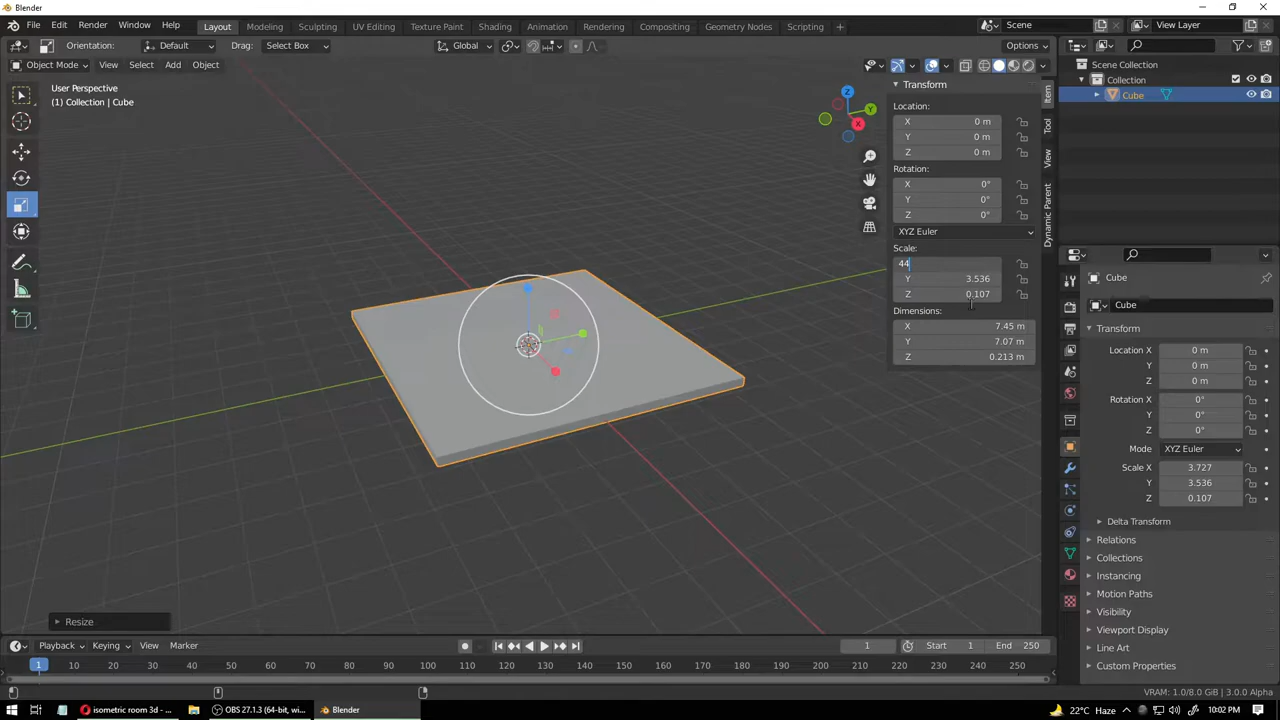 Blender
File Edit Render Window Help Layout Modeling Sculpting UV Editing Texture Paint Shading Animation Rendering Compositing Geometry Nodes Scripting + Scene View Layer
Orientation: Default Drag: Select Box Global Options
Object Mode View Select Add Object
User Perspective
(1) Collection | Cube
Z
Y
X
Transform
Location:
X 0 m
Y 0 m
Z 0 m
Rotation:
X 0°
Y 0°
Z 0°
XYZ Euler
Scale:
44
Y 3.536
Z 0.107
Dimensions:
X 7.45 m
Y 7.07 m
Z 0.213 m
Item
Tool
View
Dynamic Parent
Scene Collection
Collection
Cube
Cube
Cube
Transform
Location X 0 m
Y 0 m
Z 0 m
Rotation X 0°
Y 0°
Z 0°
Mode XYZ Euler
Scale X 3.727
Y 3.536
Z 0.107
Delta Transform
Relations
Collections
Instancing
Motion Paths
Visibility
Viewport Display
Line Art
Custom Properties
Resize
Playback Keying View Marker 1 Start 1 End 250
1 10 20 30 40 50 60 70 80 90 100 110 120 130 140 150 160 170 180 190 200 210 220 230 240 250
VRAM: 1.0/8.0 GiB | 3.0.0 Alpha
isometric room 3d - ... OBS 27.1.3 (64-bit, wi... Blender 22°C Haze 10:02 PM